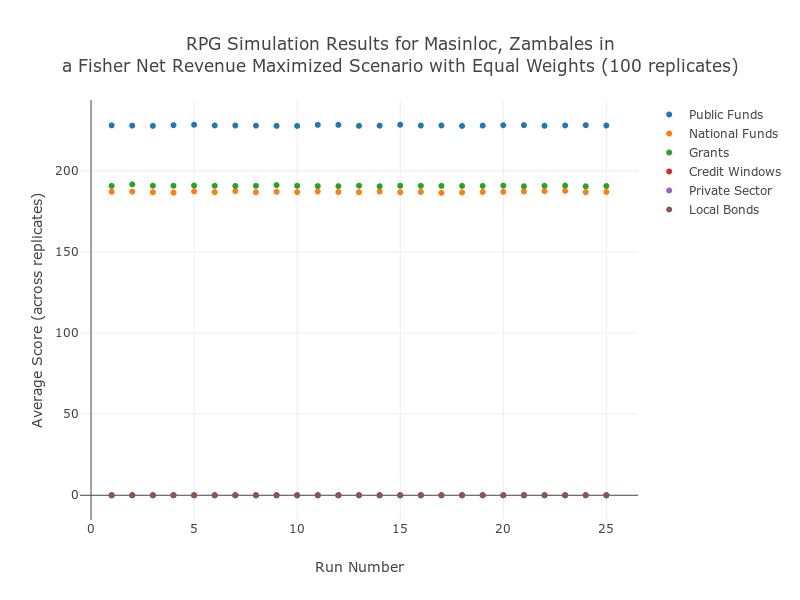 RPG Simulation Results for Masinloc, Zambales in
a Fisher Net Revenue Maximized Scenario with Equal Weights (100 replicates)
Public Funds
National Funds
Grants
Credit Windows
Private Sector
Local Bonds
Average Score (across replicates)
200
150
100
50
0
0
5
10
15
20
25
Run Number